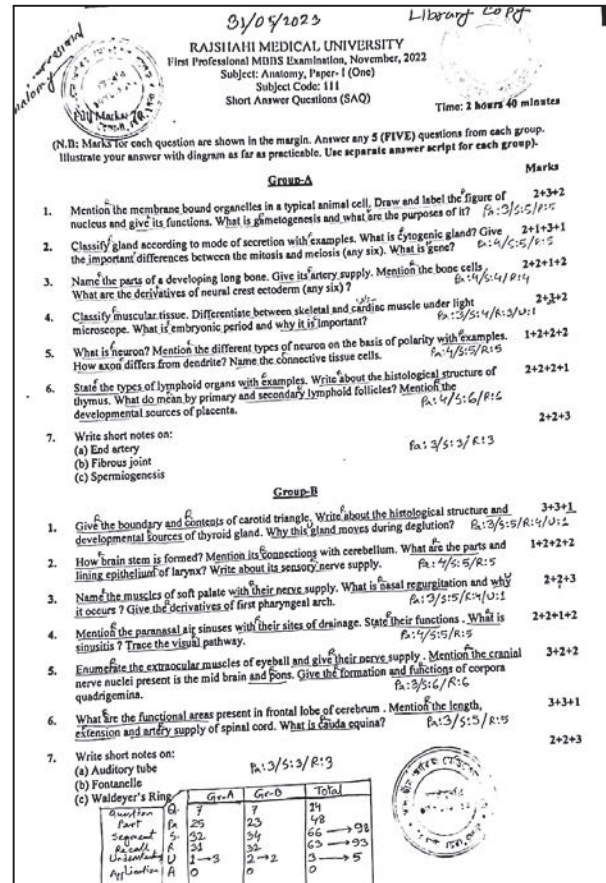 31/05/2023
Library Copy
RAJSHAHI MEDICAL UNIVERSITY
First Professional MBBS Examination, November, 2022
Subject: Anatomy, Paper- I (One)
Subject Code: 111
Short Answer Questions (SAQ)
Full Marks: 70
Time: 2 hours 40 minutes
(N.B: Marks for each question are shown in the margin. Answer any 5 (FIVE) questions from each group.
Illustrate your answer with diagram as far as practicable. Use separate answer script for each group).
Group-A
Marks
1. Mention the membrane bound organelles in a typical animal cell. Draw and label the figure of 2+3+2
nucleus and give its functions. What is gametogenesis and what are the purposes of it? Pa:3/S:5/R:5
2. Classify gland according to mode of secretion with examples. What is cytogenic gland? Give 2+1+3+1
the important differences between the mitosis and meiosis (any six). What is gene? Pa:4/S:5/R:5
3. Name the parts of a developing long bone. Give its artery supply. Mention the bone cells. 2+2+1+2
What are the derivatives of neural crest ectoderm (any six) ? Pa:4/S:4/R:4
4. Classify muscular tissue. Differentiate between skeletal and cardiac muscle under light 2+3+2
microscope. What is embryonic period and why it is important? Pa:3/S:4/R:3/U:1
5. What is neuron? Mention the different types of neuron on the basis of polarity with examples. 1+2+2+2
How axon differs from dendrite? Name the connective tissue cells. Pa:4/S:5/R:5
6. State the types of lymphoid organs with examples. Write about the histological structure of 2+2+2+1
thymus. What do mean by primary and secondary lymphoid follicles? Mention the
developmental sources of placenta. Pa:4/S:6/R:6
7. Write short notes on: 2+2+3
(a) End artery Pa:3/S:3/R:3
(b) Fibrous joint
(c) Spermiogenesis
Group-B
1. Give the boundary and contents of carotid triangle. Write about the histological structure and 3+3+1
developmental sources of thyroid gland. Why this gland moves during deglution? Pa:3/S:5/R:4/U:1
2. How brain stem is formed? Mention its connections with cerebellum. What are the parts and 1+2+2+2
lining epithelium of larynx? Write about its sensory nerve supply. Pa:4/S:5/R:5
3. Name the muscles of soft palate with their nerve supply. What is nasal regurgitation and why 2+2+3
it occurs ? Give the derivatives of first pharyngeal arch. Pa:3/S:5/R:4/U:1
4. Mention the paranasal air sinuses with their sites of drainage. State their functions . What is 2+2+1+2
sinusitis ? Trace the visual pathway. Pa:4/S:5/R:5
5. Enumerate the extraocular muscles of eyeball and give their nerve supply . Mention the cranial 3+2+2
nerve nuclei present is the mid brain and pons. Give the formation and functions of corpora
quadrigemina. Pa:3/S:6/R:6
6. What are the functional areas present in frontal lobe of cerebrum . Mention the length, 3+3+1
extension and artery supply of spinal cord. What is cauda equina? Pa:3/S:5/R:5
7. Write short notes on: 2+2+3
(a) Auditory tube Pa:3/S:3/R:3
(b) Fontanelle
(c) Waldeyer's Ring
Gr-A Gr-B Total
Question Q. 7 7 14
Part Pa 25 23 48
Segment S. 32 34 66→98
Recall R 31 32 63→93
Understanding U 1→3 2→2 3→5
Application A 0 0 0